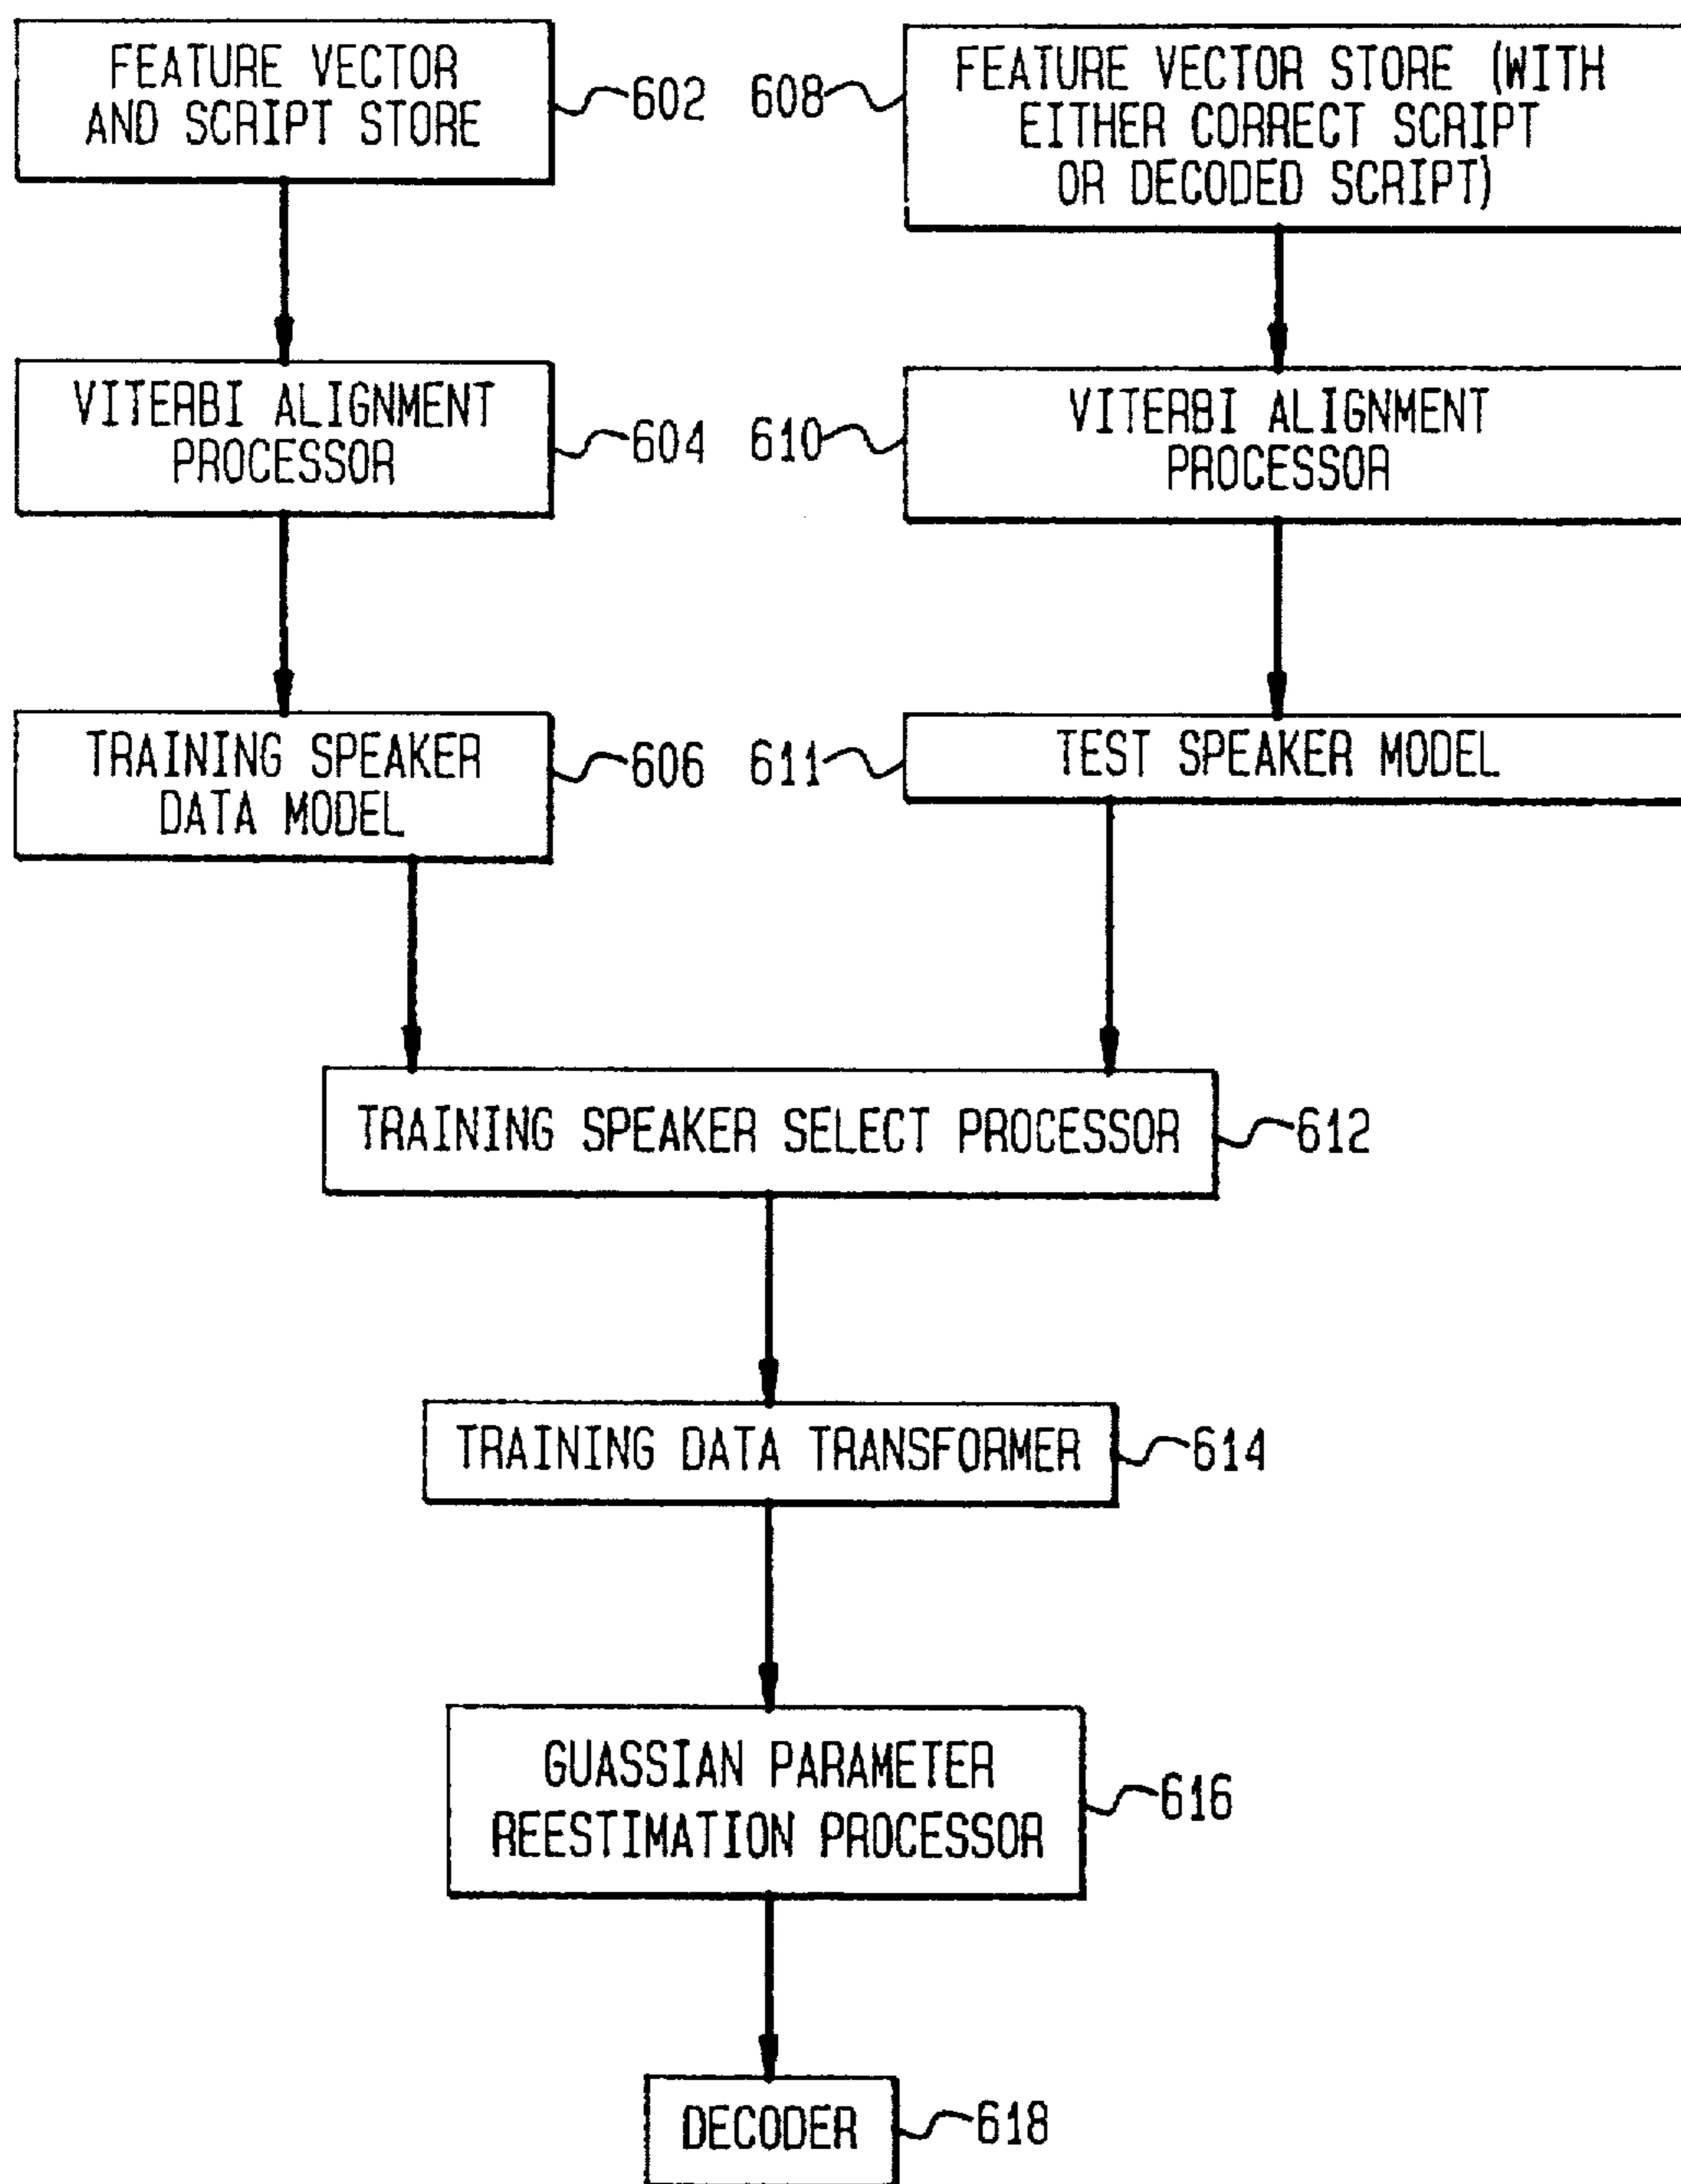 FEATURE VECTOR
AND SCRIPT STORE
602
608
FEATURE VECTOR STORE (WITH
EITHER CORRECT SCRIPT
OR DECODED SCRIPT)
VITERBI ALIGNMENT
PROCESSOR
604
610
VITERBI ALIGNMENT
PROCESSOR
TRAINING SPEAKER
DATA MODEL
606
611
TEST SPEAKER MODEL
TRAINING SPEAKER SELECT PROCESSOR
612
TRAINING DATA TRANSFORMER
614
GUASSIAN PARAMETER
REESTIMATION PROCESSOR
616
DECODER
618